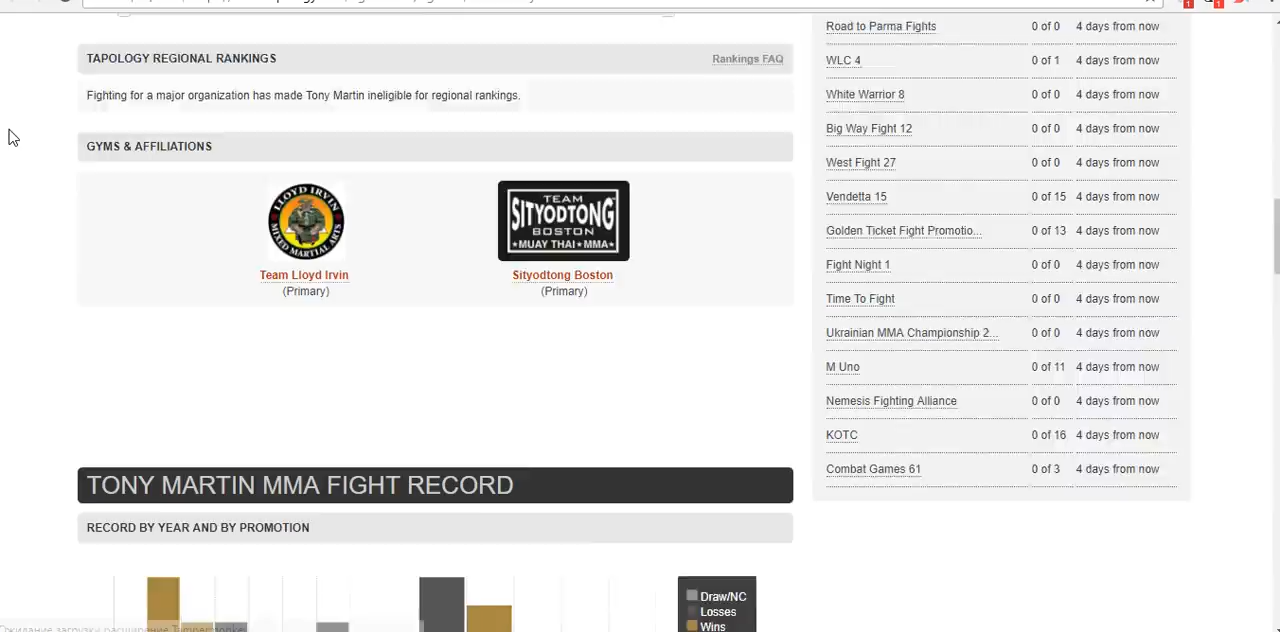 TAPOLOGY REGIONAL RANKINGS
Rankings FAQ
Fighting for a major organization has made Tony Martin ineligible for regional rankings.
GYMS & AFFILIATIONS
LLOYD IRVIN
MIXED MARTIAL ARTS
TEAM
SITYODTONG
BOSTON
★MUAY THAI★MMA★
Team Lloyd Irvin
(Primary)
Sityodtong Boston
(Primary)
TONY MARTIN MMA FIGHT RECORD
RECORD BY YEAR AND BY PROMOTION
Draw/NC
Losses
Wins
Ожидание загрузки расширение Tampermonke
Road to Parma Fights 0 of 0 4 days from now
WLC 4 0 of 1 4 days from now
White Warrior 8 0 of 0 4 days from now
Big Way Fight 12 0 of 0 4 days from now
West Fight 27 0 of 0 4 days from now
Vendetta 15 0 of 15 4 days from now
Golden Ticket Fight Promotio... 0 of 13 4 days from now
Fight Night 1 0 of 0 4 days from now
Time To Fight 0 of 0 4 days from now
Ukrainian MMA Championship 2... 0 of 0 4 days from now
M Uno 0 of 11 4 days from now
Nemesis Fighting Alliance 0 of 0 4 days from now
KOTC 0 of 16 4 days from now
Combat Games 61 0 of 3 4 days from now
1
1